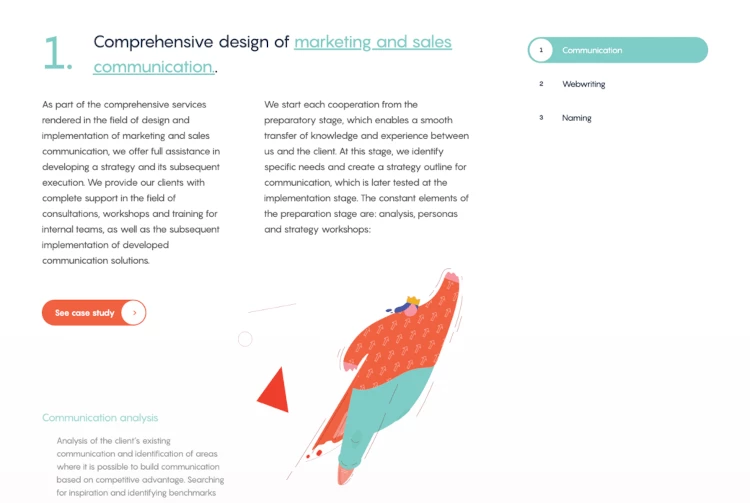 1.
Comprehensive design of marketing and sales
communication..
As part of the comprehensive services
rendered in the field of design and
implementation of marketing and sales
communication, we offer full assistance in
developing a strategy and its subsequent
execution. We provide our clients with
complete support in the field of
consultations, workshops and training for
internal teams, as well as the subsequent
implementation of developed
communication solutions.
See case study
We start each cooperation from the
preparatory stage, which enables a smooth
transfer of knowledge and experience between
us and the client. At this stage, we identify
specific needs and create a strategy outline for
communication, which is later tested at the
implementation stage. The constant elements of
the preparation stage are: analysis, personas
and strategy workshops:
Communication analysis
Analysis of the client's existing
communication and identification of areas
where it is possible to build communication
based on competitive advantage. Searching
for inspiration and identifying benchmarks
1 Communication
2 Webwriting
3 Naming